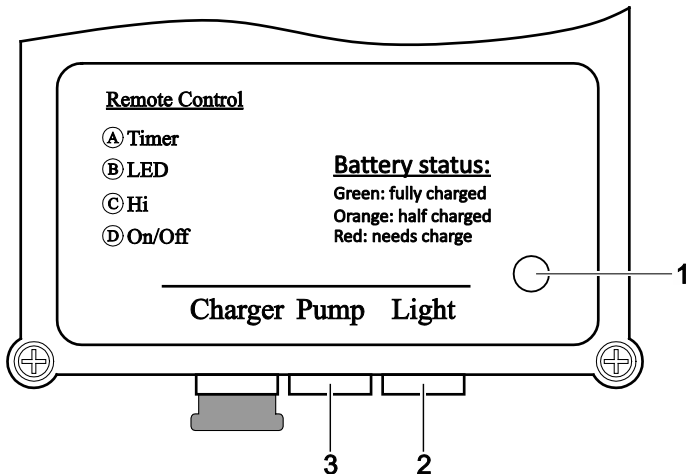 Remote Control
Ⓐ Timer
Ⓑ LED
Ⓒ Hi
Ⓓ On/Off
Battery status:
Green: fully charged
Orange: half charged
Red: needs charge
1
Charger Pump Light
3 2